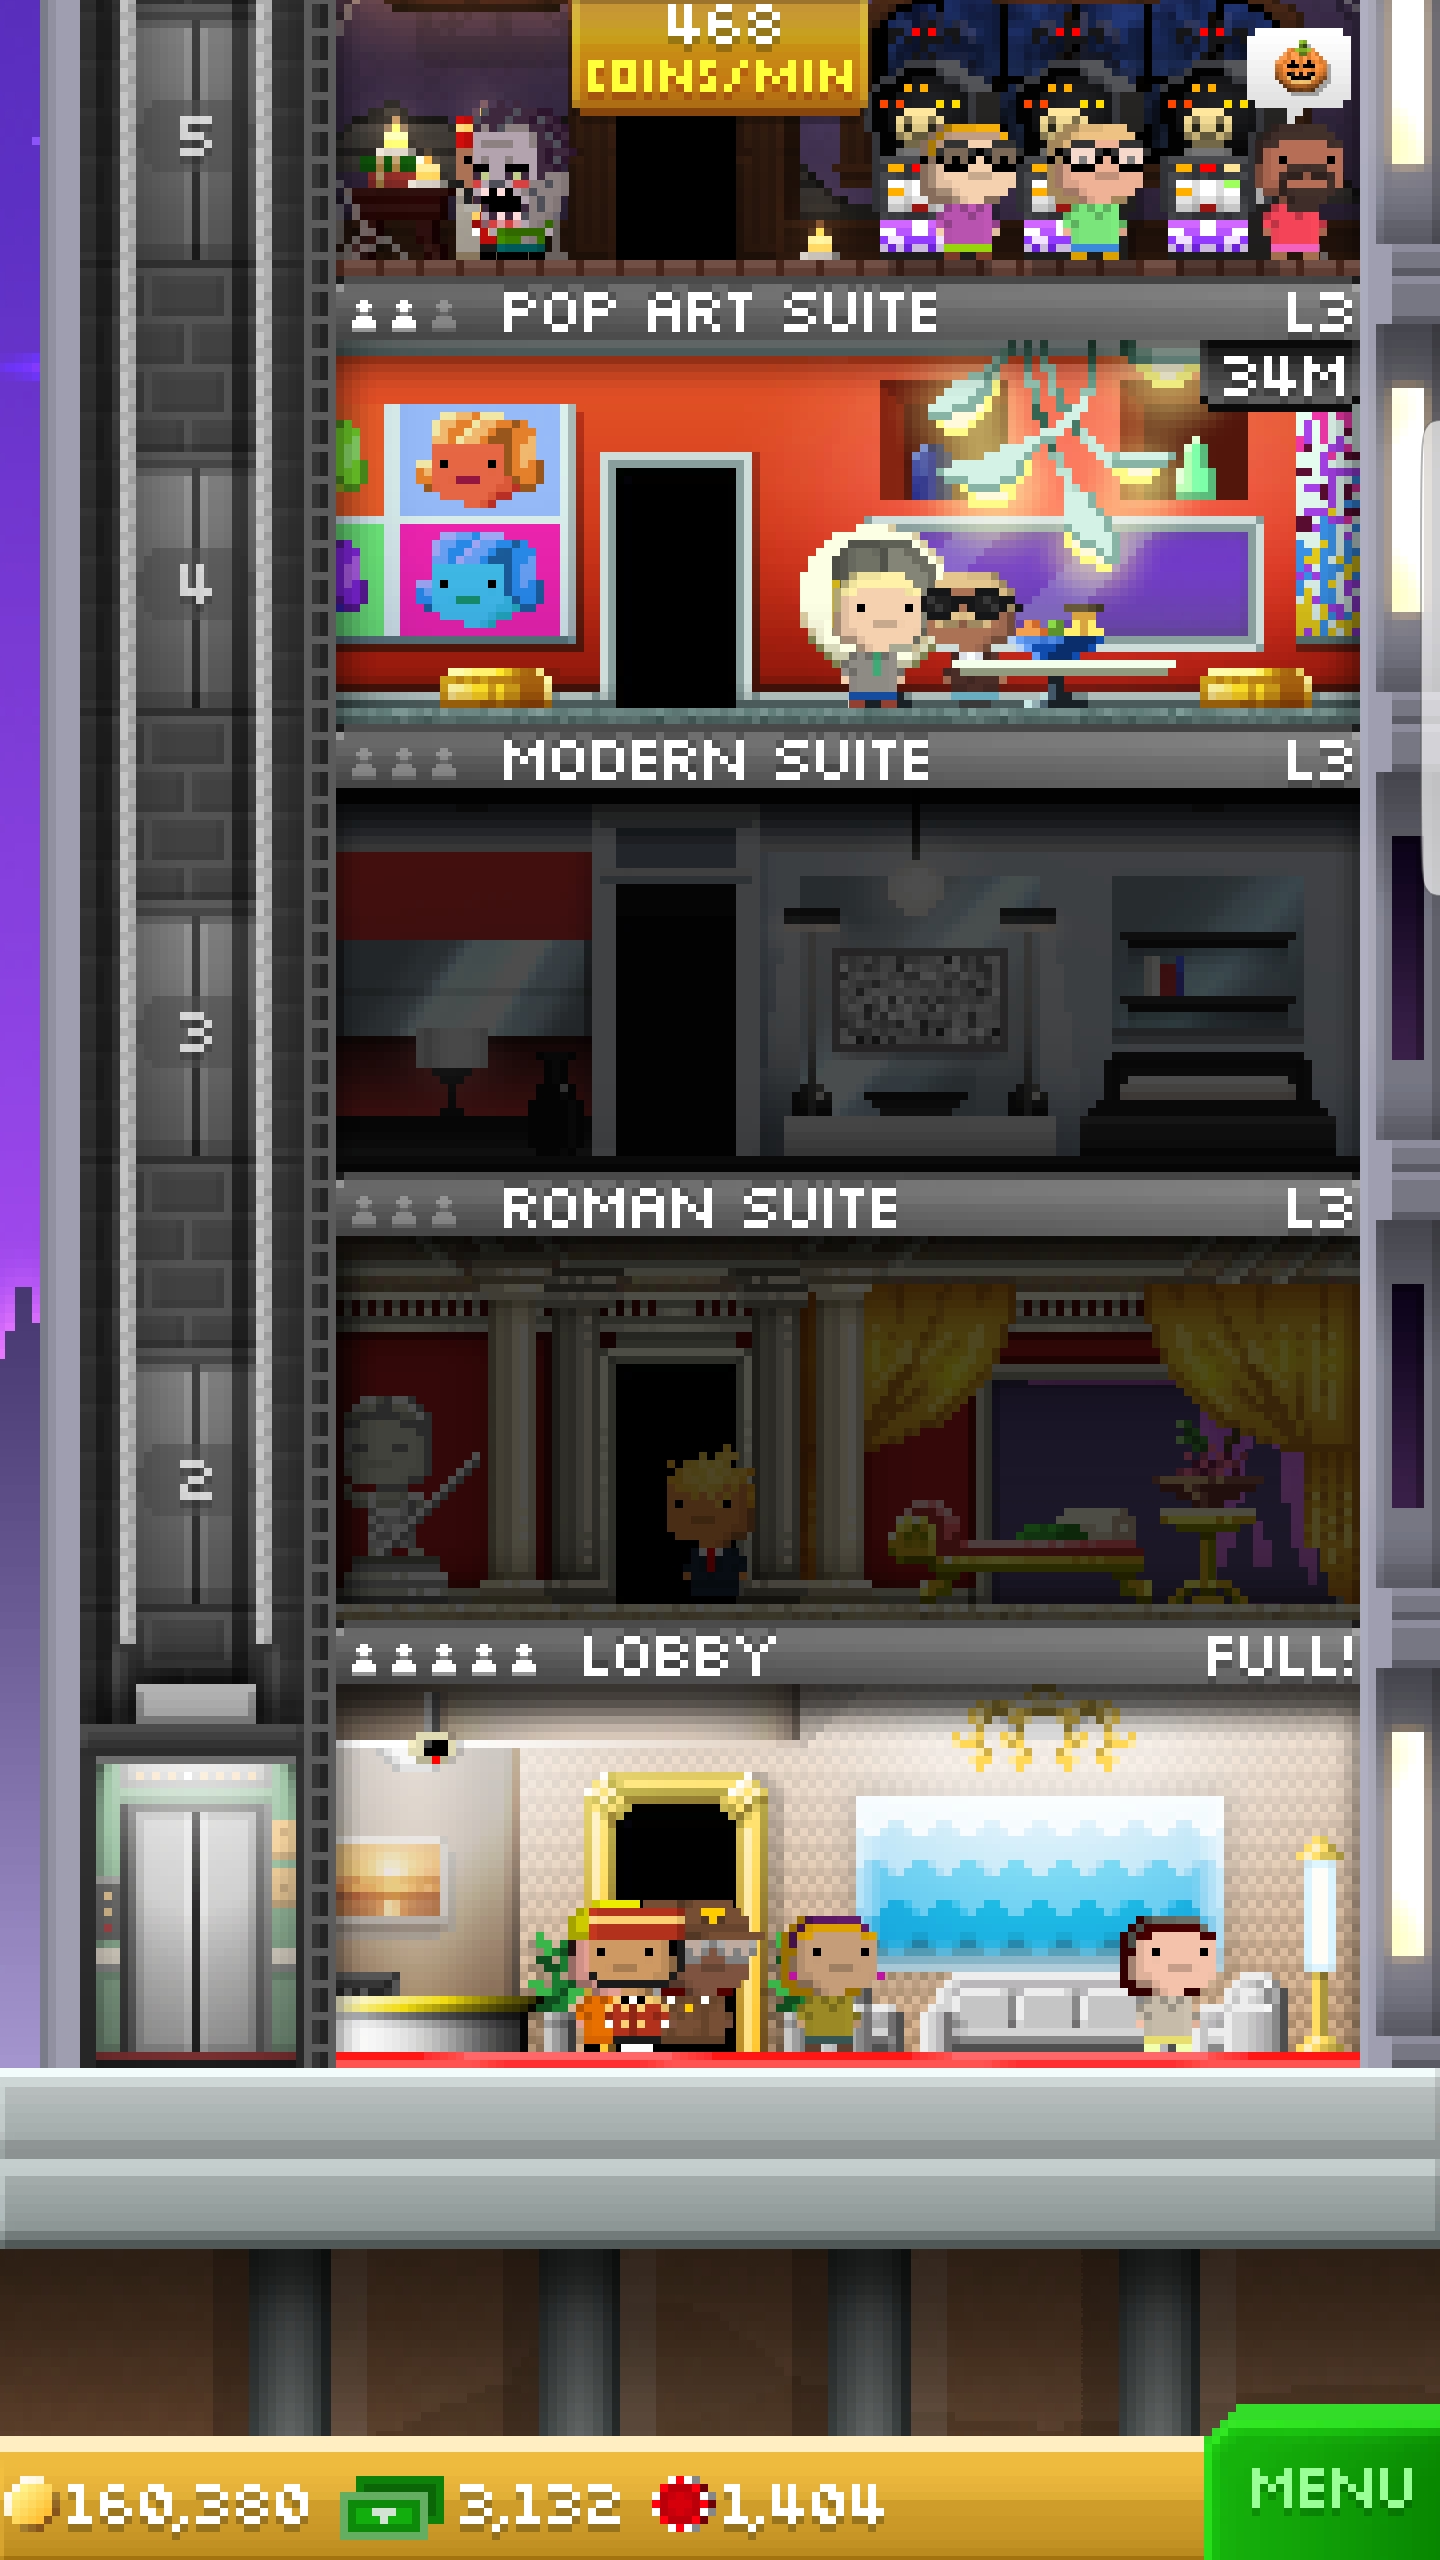 468
COINS/MIN
5
POP ART SUITE L3
34M
4
MODERN SUITE L3
3
ROMAN SUITE L3
2
LOBBY FULL!
MENU
160,380 3,132 1,404